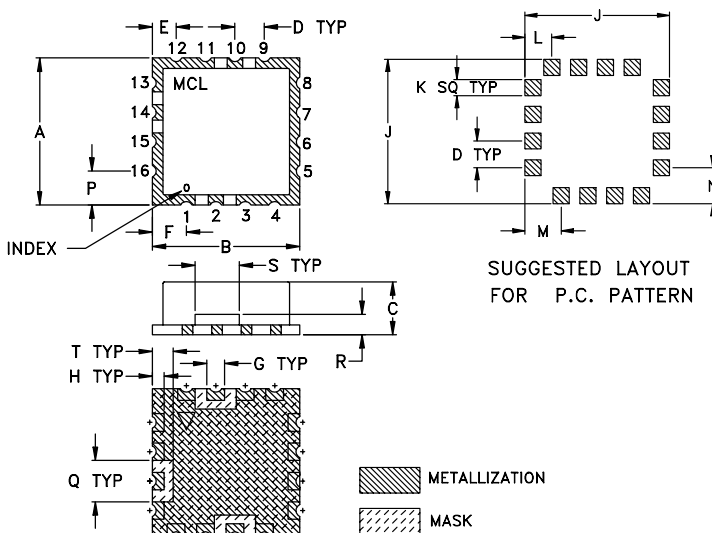 E
D TYP
12 11 10 9
13
MCL
8
A
14
7
15
6
P
16
5
INDEX
1 2 3 4
F
B
J
L
K SQ TYP
J
D TYP
N
M
SUGGESTED LAYOUT
FOR P.C. PATTERN
S TYP
C
T TYP
G TYP
R
H TYP
Q TYP
METALLIZATION
MASK